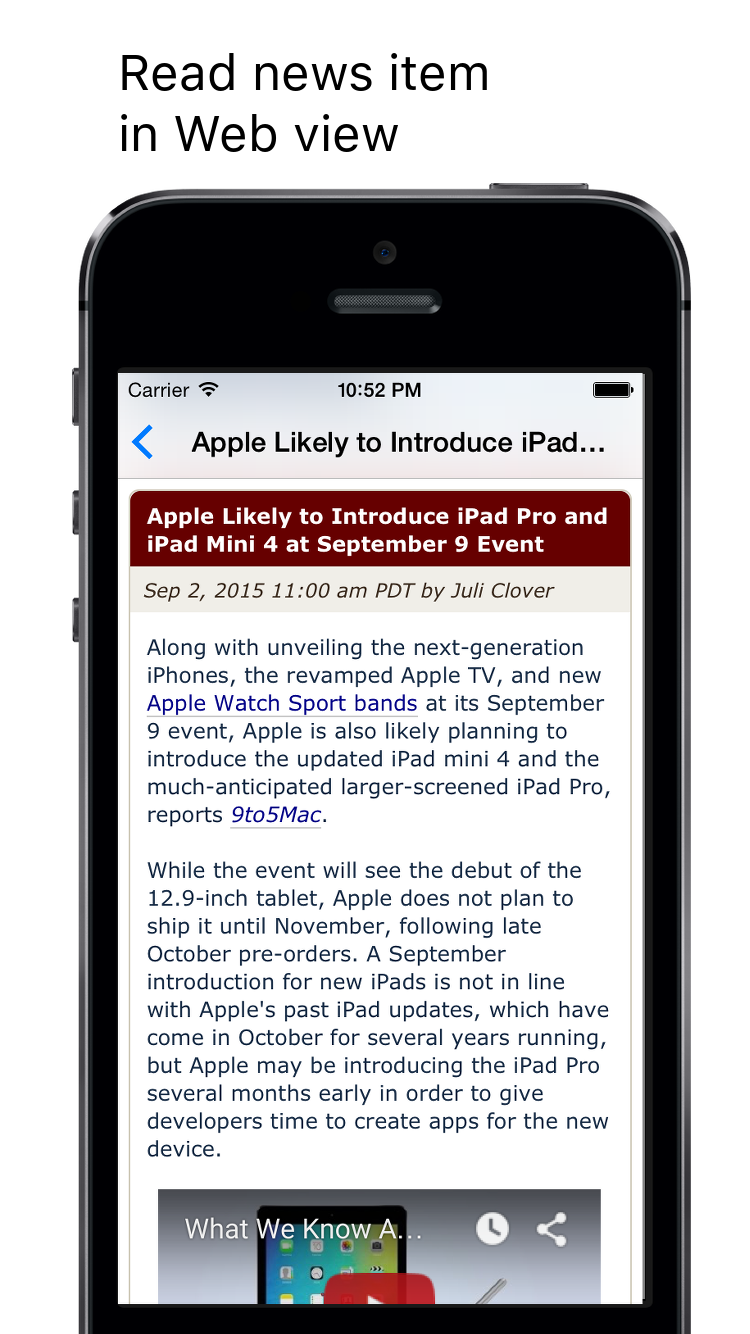 Read news item
in Web view
Carrier 10:52 PM
Apple Likely to Introduce iPad...
Apple Likely to Introduce iPad Pro and
iPad Mini 4 at September 9 Event
Sep 2, 2015 11:00 am PDT by Juli Clover
Along with unveiling the next-generation
iPhones, the revamped Apple TV, and new
Apple Watch Sport bands at its September
9 event, Apple is also likely planning to
introduce the updated iPad mini 4 and the
much-anticipated larger-screened iPad Pro,
reports 9to5Mac.
While the event will see the debut of the
12.9-inch tablet, Apple does not plan to
ship it until November, following late
October pre-orders. A September
introduction for new iPads is not in line
with Apple's past iPad updates, which have
come in October for several years running,
but Apple may be introducing the iPad Pro
several months early in order to give
developers time to create apps for the new
device.
What We Know A...